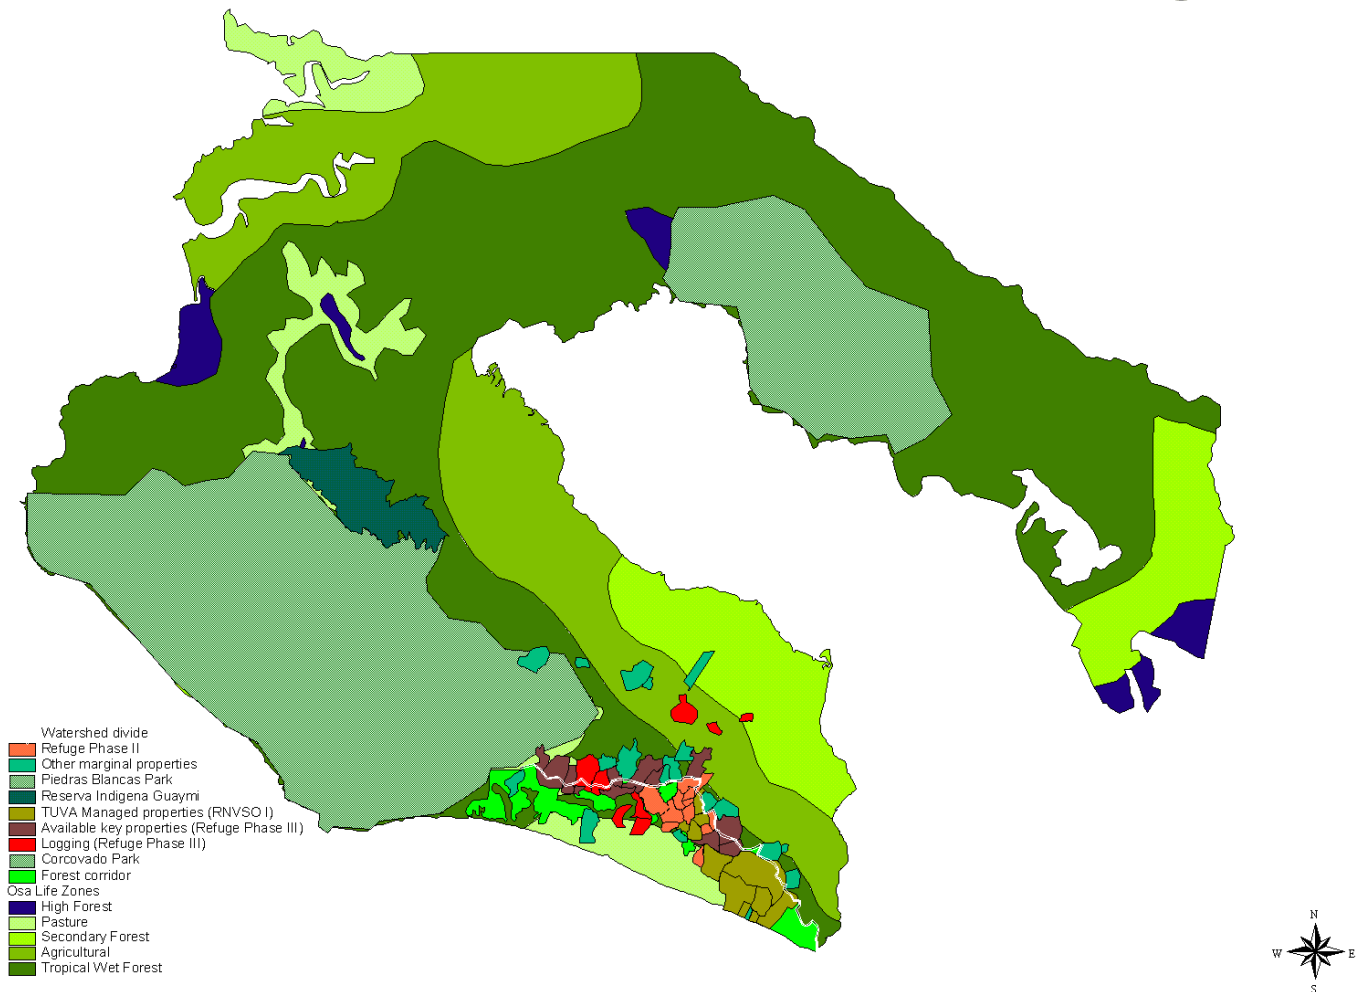 Watershed divide
Refuge Phase II
Other marginal properties
Piedras Blancas Park
Reserva Indigena Guaymi
TUVA Managed properties (RNVSO I)
Available key properties (Refuge Phase III)
Logging (Refuge Phase III)
Corcovado Park
Forest corridor
Osa Life Zones
High Forest
Pasture
Secondary Forest
Agricultural
Tropical Wet Forest
N
W E
S